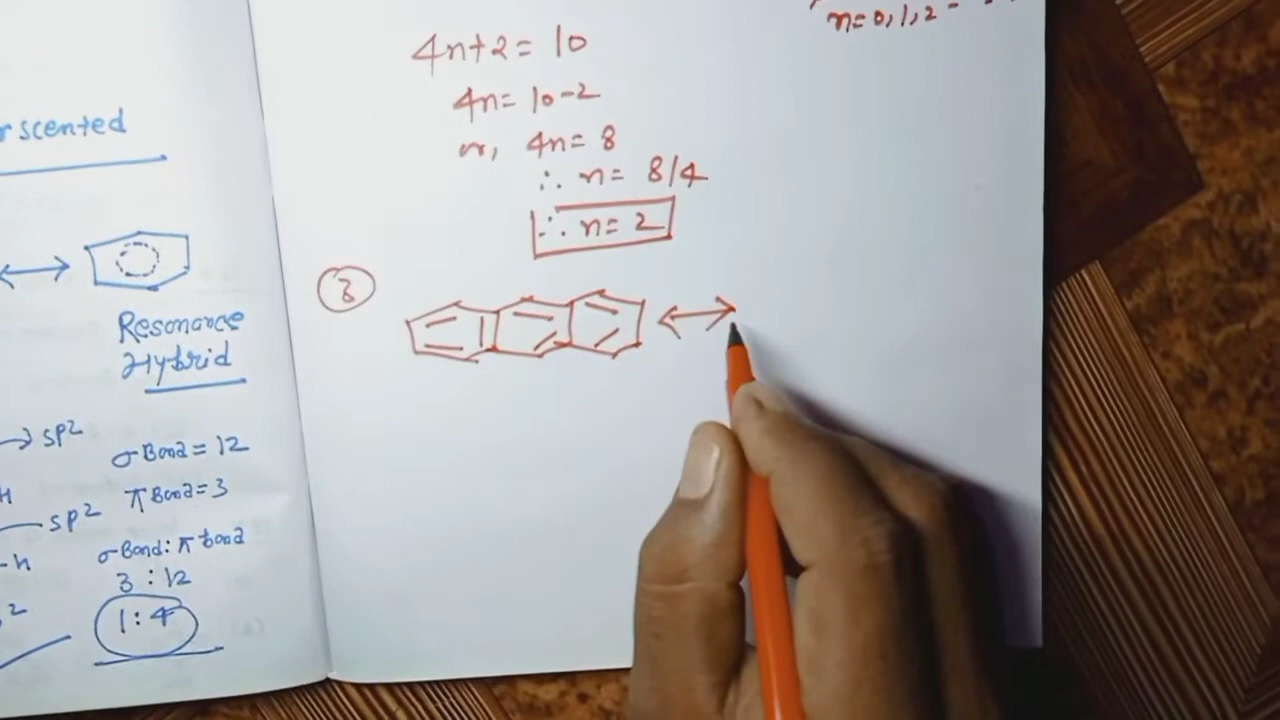 r scented
Resonance
Hybrid
→ sp²
σ Bond = 12
H
π Bond = 3
sp²
σ Bond : π bond
-h
3 : 12
2
1 : 4
n = 0, 1, 2 - - -
4n+2 = 10
4n = 10-2
or, 4n = 8
∴ n = 8/4
∴ n = 2
3